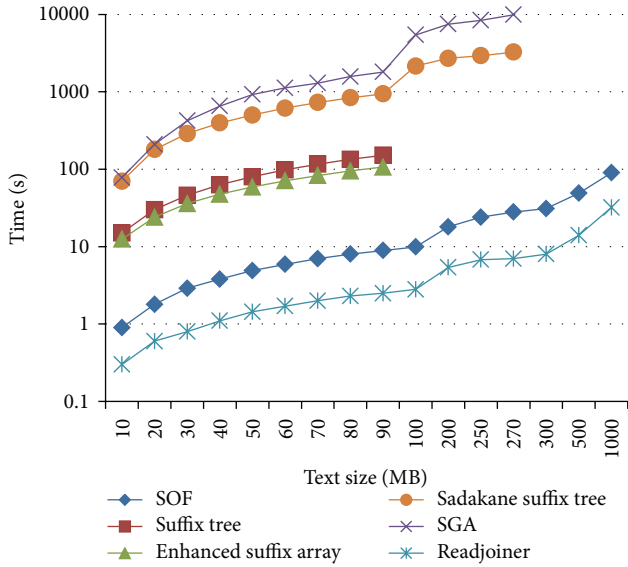 10000
1000
100
10
1
0.1
Time (s)
10 20 30 40 50 60 70 80 90 100 200 250 270 300 500 1000
Text size (MB)
SOF Sadakane suffix tree
Suffix tree SGA
Enhanced suffix array Readjoiner